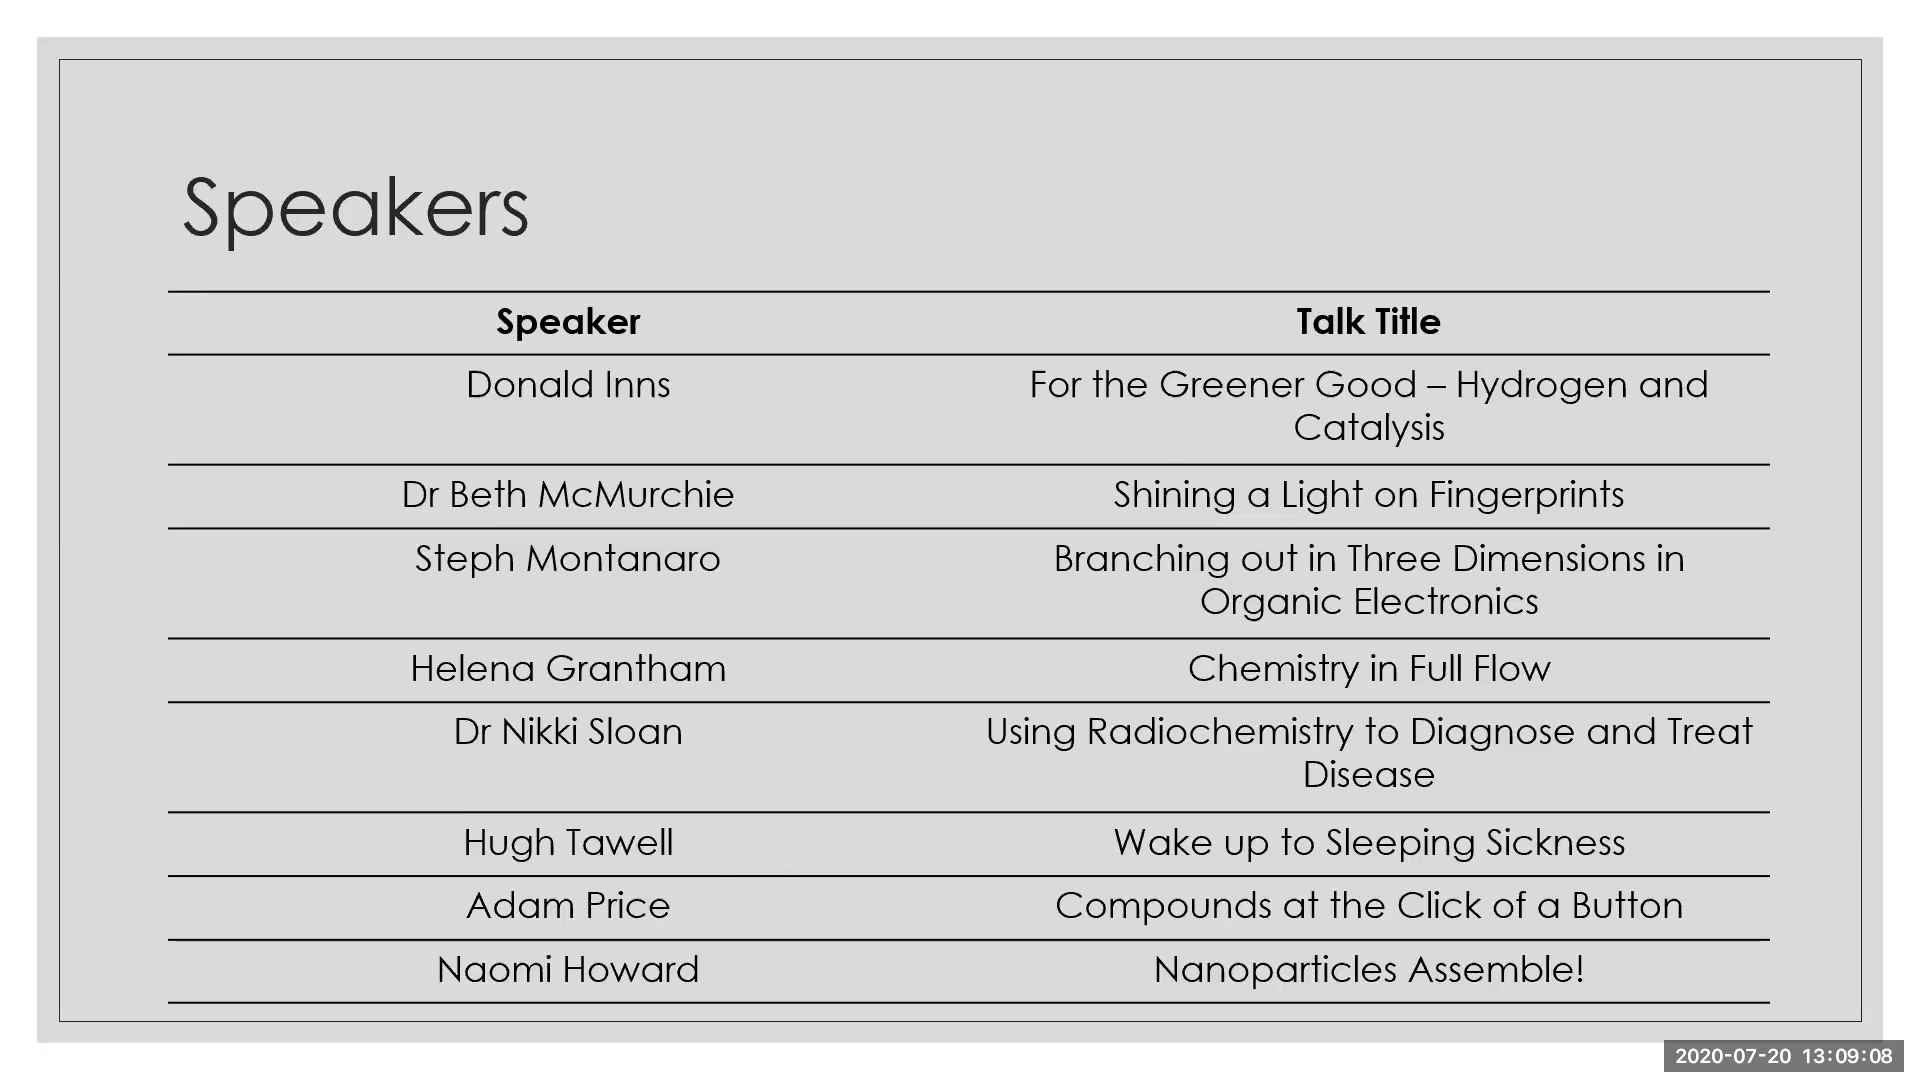 Speakers
Speaker
Talk Title
Donald Inns
For the Greener Good – Hydrogen and
Catalysis
Dr Beth McMurchie
Shining a Light on Fingerprints
Steph Montanaro
Branching out in Three Dimensions in
Organic Electronics
Helena Grantham
Chemistry in Full Flow
Dr Nikki Sloan
Using Radiochemistry to Diagnose and Treat
Disease
Hugh Tawell
Wake up to Sleeping Sickness
Adam Price
Compounds at the Click of a Button
Naomi Howard
Nanoparticles Assemble!
2020-07-20 13:09:08